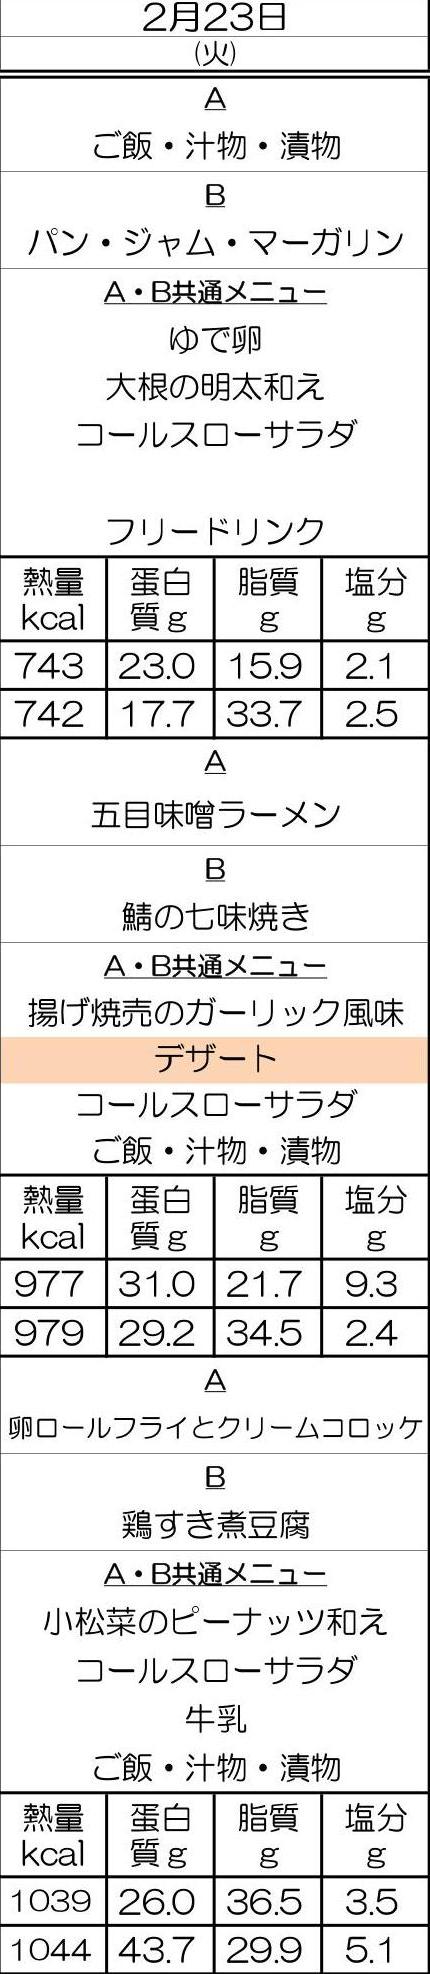 2月23日
(火)
A
ご飯・汁物・漬物
B
パン・ジャム・マーガリン
A・B共通メニュー
ゆで卵
大根の明太和え
コールスローサラダ
フリードリンク
熱量 蛋白 脂質 塩分
kcal 質g g g
743 23.0 15.9 2.1
742 17.7 33.7 2.5
A
五目味噌ラーメン
B
鯖の七味焼き
A・B共通メニュー
揚げ焼売のガーリック風味
デザート
コールスローサラダ
ご飯・汁物・漬物
熱量 蛋白 脂質 塩分
kcal 質g g g
977 31.0 21.7 9.3
979 29.2 34.5 2.4
A
卵ロールフライとクリームコロッケ
B
鶏すき煮豆腐
A・B共通メニュー
小松菜のピーナッツ和え
コールスローサラダ
牛乳
ご飯・汁物・漬物
熱量 蛋白 脂質 塩分
kcal 質g g g
1039 26.0 36.5 3.5
1044 43.7 29.9 5.1